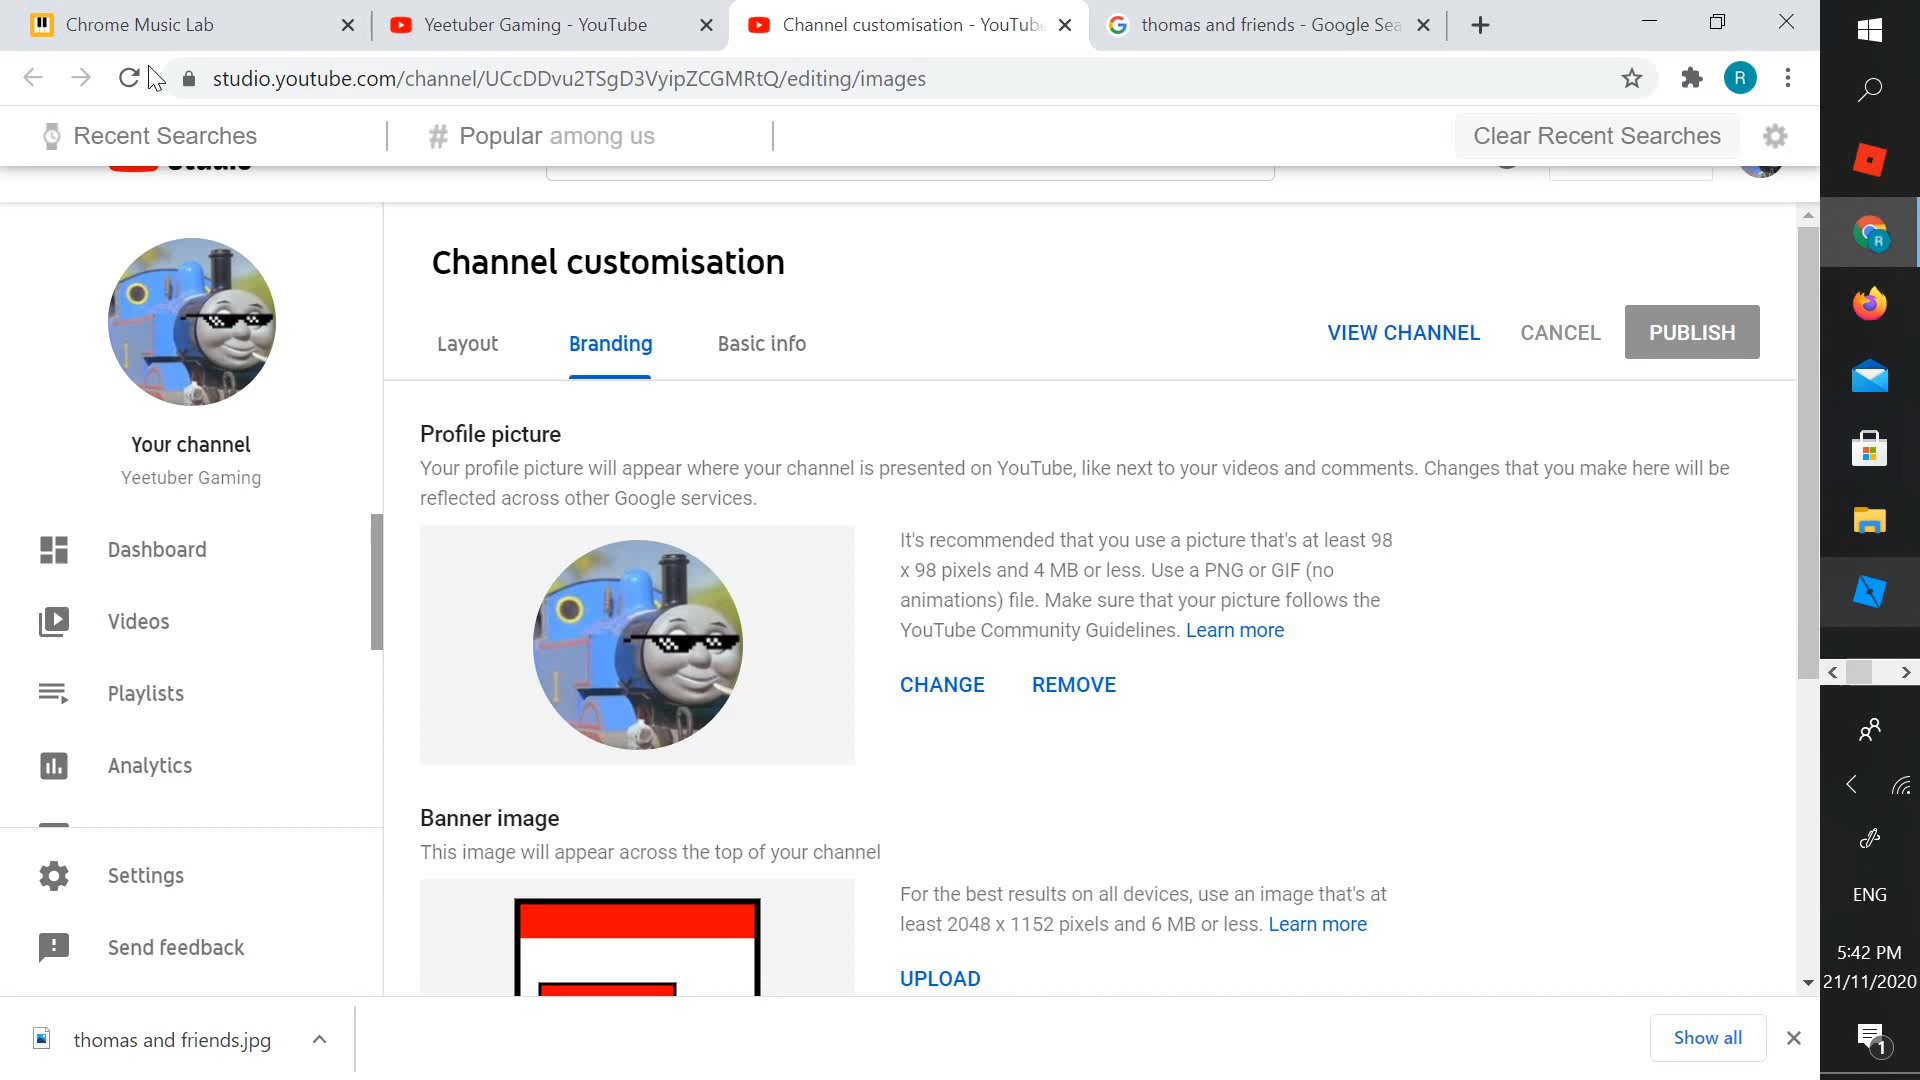 Chrome Music Lab
Yeetuber Gaming - YouTube
Channel customisation - YouTube
thomas and friends - Google Sea
studio.youtube.com/channel/UCcDDvu2TSgD3VyipZCGMRtQ/editing/images
R
Recent Searches
# Popular among us
Clear Recent Searches
Studio
Channel customisation
Layout
Branding
Basic info
VIEW CHANNEL
CANCEL
PUBLISH
Your channel
Yeetuber Gaming
Dashboard
Videos
Playlists
Analytics
Settings
Send feedback
Profile picture
Your profile picture will appear where your channel is presented on YouTube, like next to your videos and comments. Changes that you make here will be
reflected across other Google services.
It's recommended that you use a picture that's at least 98
x 98 pixels and 4 MB or less. Use a PNG or GIF (no
animations) file. Make sure that your picture follows the
YouTube Community Guidelines. Learn more
CHANGE
REMOVE
Banner image
This image will appear across the top of your channel
For the best results on all devices, use an image that's at
least 2048 x 1152 pixels and 6 MB or less. Learn more
UPLOAD
thomas and friends.jpg
Show all
R
ENG
5:42 PM
21/11/2020
1